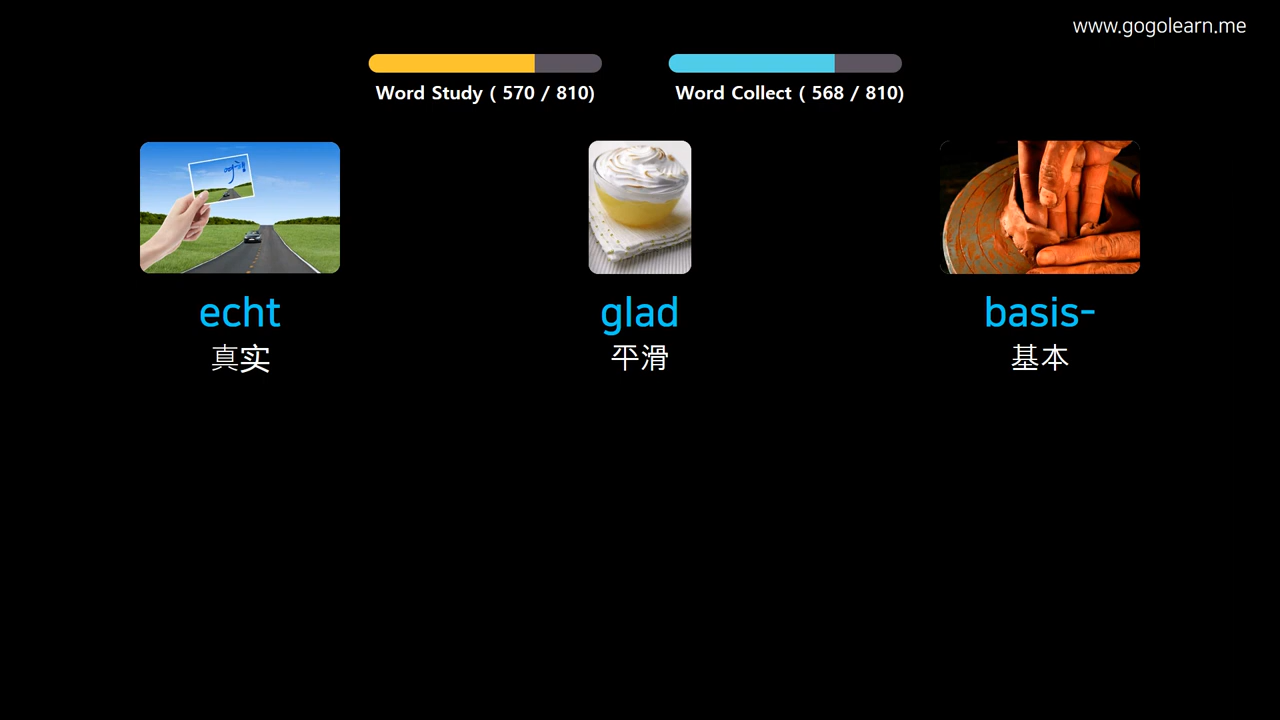 www.gogolearn.me
Word Study ( 570 / 810)
Word Collect ( 568 / 810)
echt
glad
basis-
真实
平滑
基本